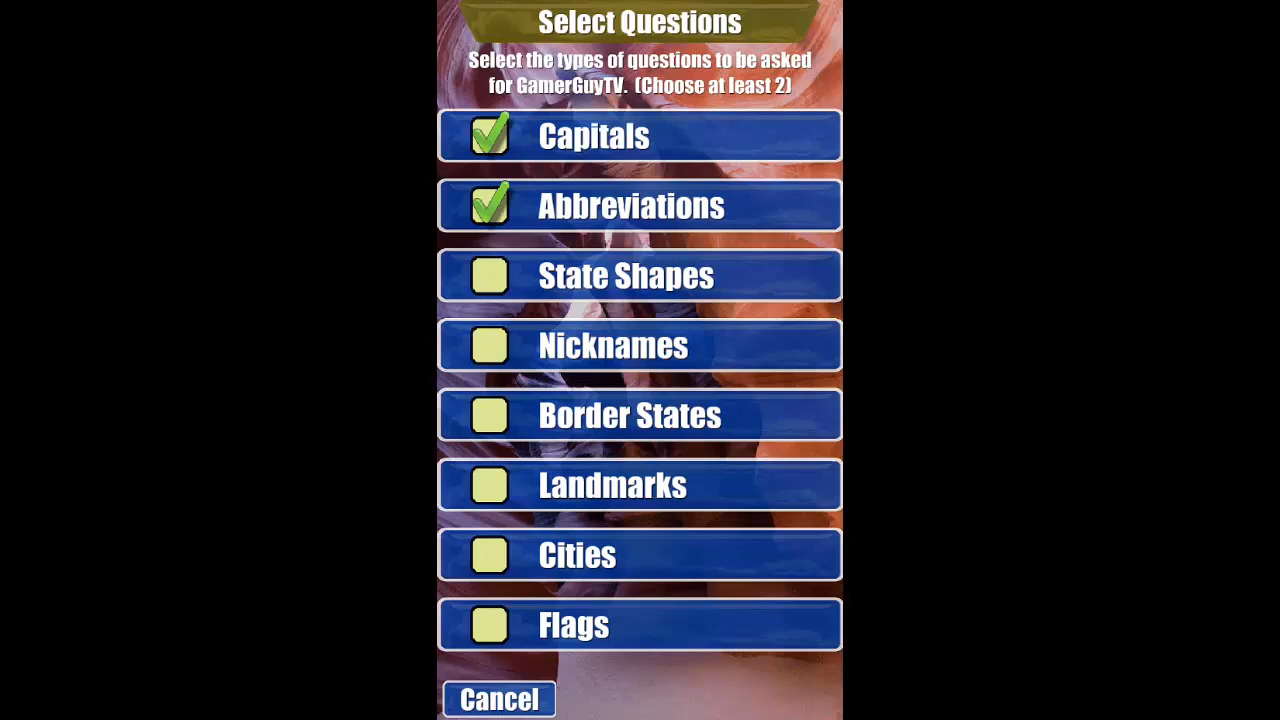 Select Questions
Select the types of questions to be asked
for GamerGuyTV.  (Choose at least 2)
Capitals
Abbreviations
State Shapes
Nicknames
Border States
Landmarks
Cities
Flags
Cancel